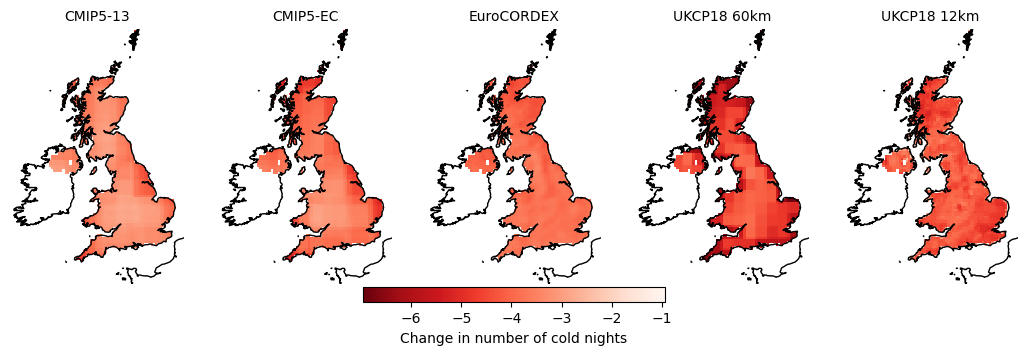 CMIP5-13 CMIP5-EC EuroCORDEX UKCP18 60km UKCP18 12km
−6 −5 −4 −3 −2 −1
Change in number of cold nights